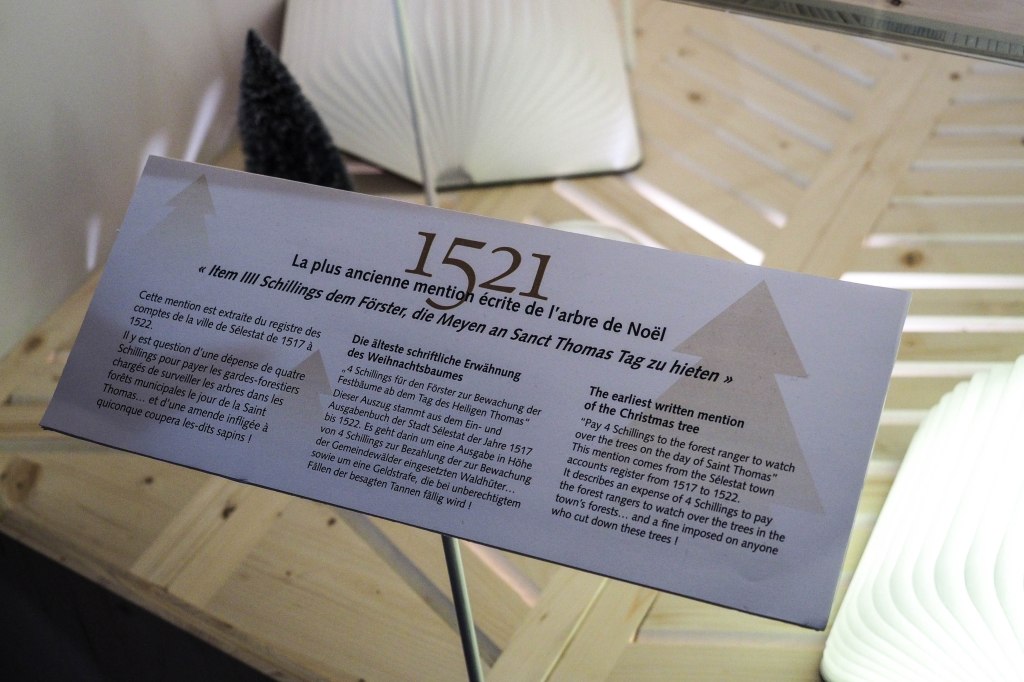 1521
La plus ancienne mention écrite de l'arbre de Noël
« Item IIII Schillings dem Förster, die Meyen an Sanct Thomas Tag zu hieten »
Cette mention est extraite du registre des
comptes de la ville de Sélestat de 1517 à
1522.
Il y est question d'une dépense de quatre
Schillings pour payer les gardes-forestiers
chargés de surveiller les arbres dans les
forêts municipales le jour de la Saint
Thomas... et d'une amende infligée à
quiconque coupera les-dits sapins !
Die älteste schriftliche Erwähnung
des Weihnachtsbaumes
„4 Schillings für den Förster zur Bewachung der
Festbäume ab dem Tag des Heiligen Thomas“
Dieser Auszug stammt aus dem Ein- und
Ausgabenbuch der Stadt Sélestat der Jahre 1517
bis 1522. Es geht darin um eine Ausgabe in Höhe
von 4 Schillings zur Bezahlung der zur Bewachung
der Gemeindewälder eingesetzten Waldhüter...
sowie um eine Geldstrafe, die bei unberechtigtem
Fällen der besagten Tannen fällig wird !
The earliest written mention
of the Christmas tree
"Pay 4 Schillings to the forest ranger to watch
over the trees on the day of Saint Thomas"
This mention comes from the Sélestat town
accounts register from 1517 to 1522.
It describes an expense of 4 Schillings to pay
the forest rangers to watch over the trees in the
town's forests... and a fine imposed on anyone
who cut down these trees !